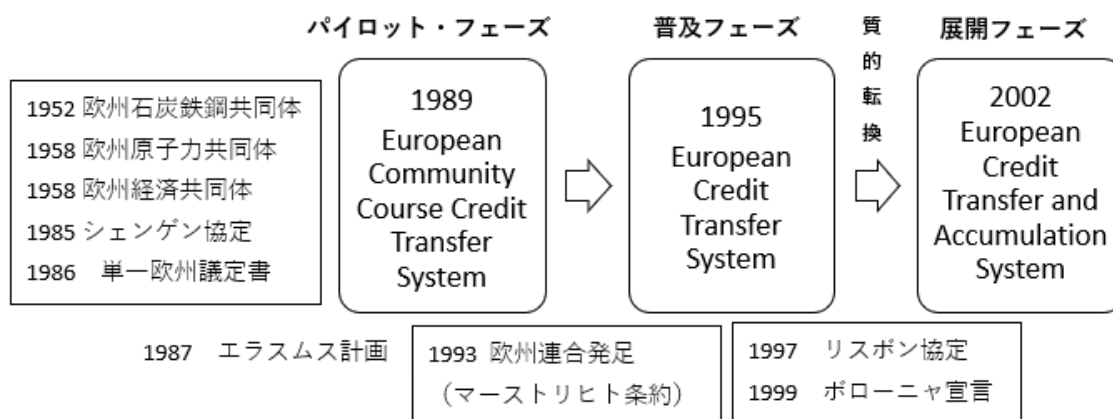 パイロット・フェーズ
普及フェーズ
質的転換
展開フェーズ
1952 欧州石炭鉄鋼共同体
1958 欧州原子力共同体
1958 欧州経済共同体
1985 シェンゲン協定
1986 単一欧州議定書
1989
European
Community
Course Credit
Transfer
System
1995
European
Credit
Transfer
System
2002
European
Credit
Transfer and
Accumulation
System
1987 エラスムス計画
1993 欧州連合発足
（マーストリヒト条約）
1997 リスボン協定
1999 ボローニャ宣言